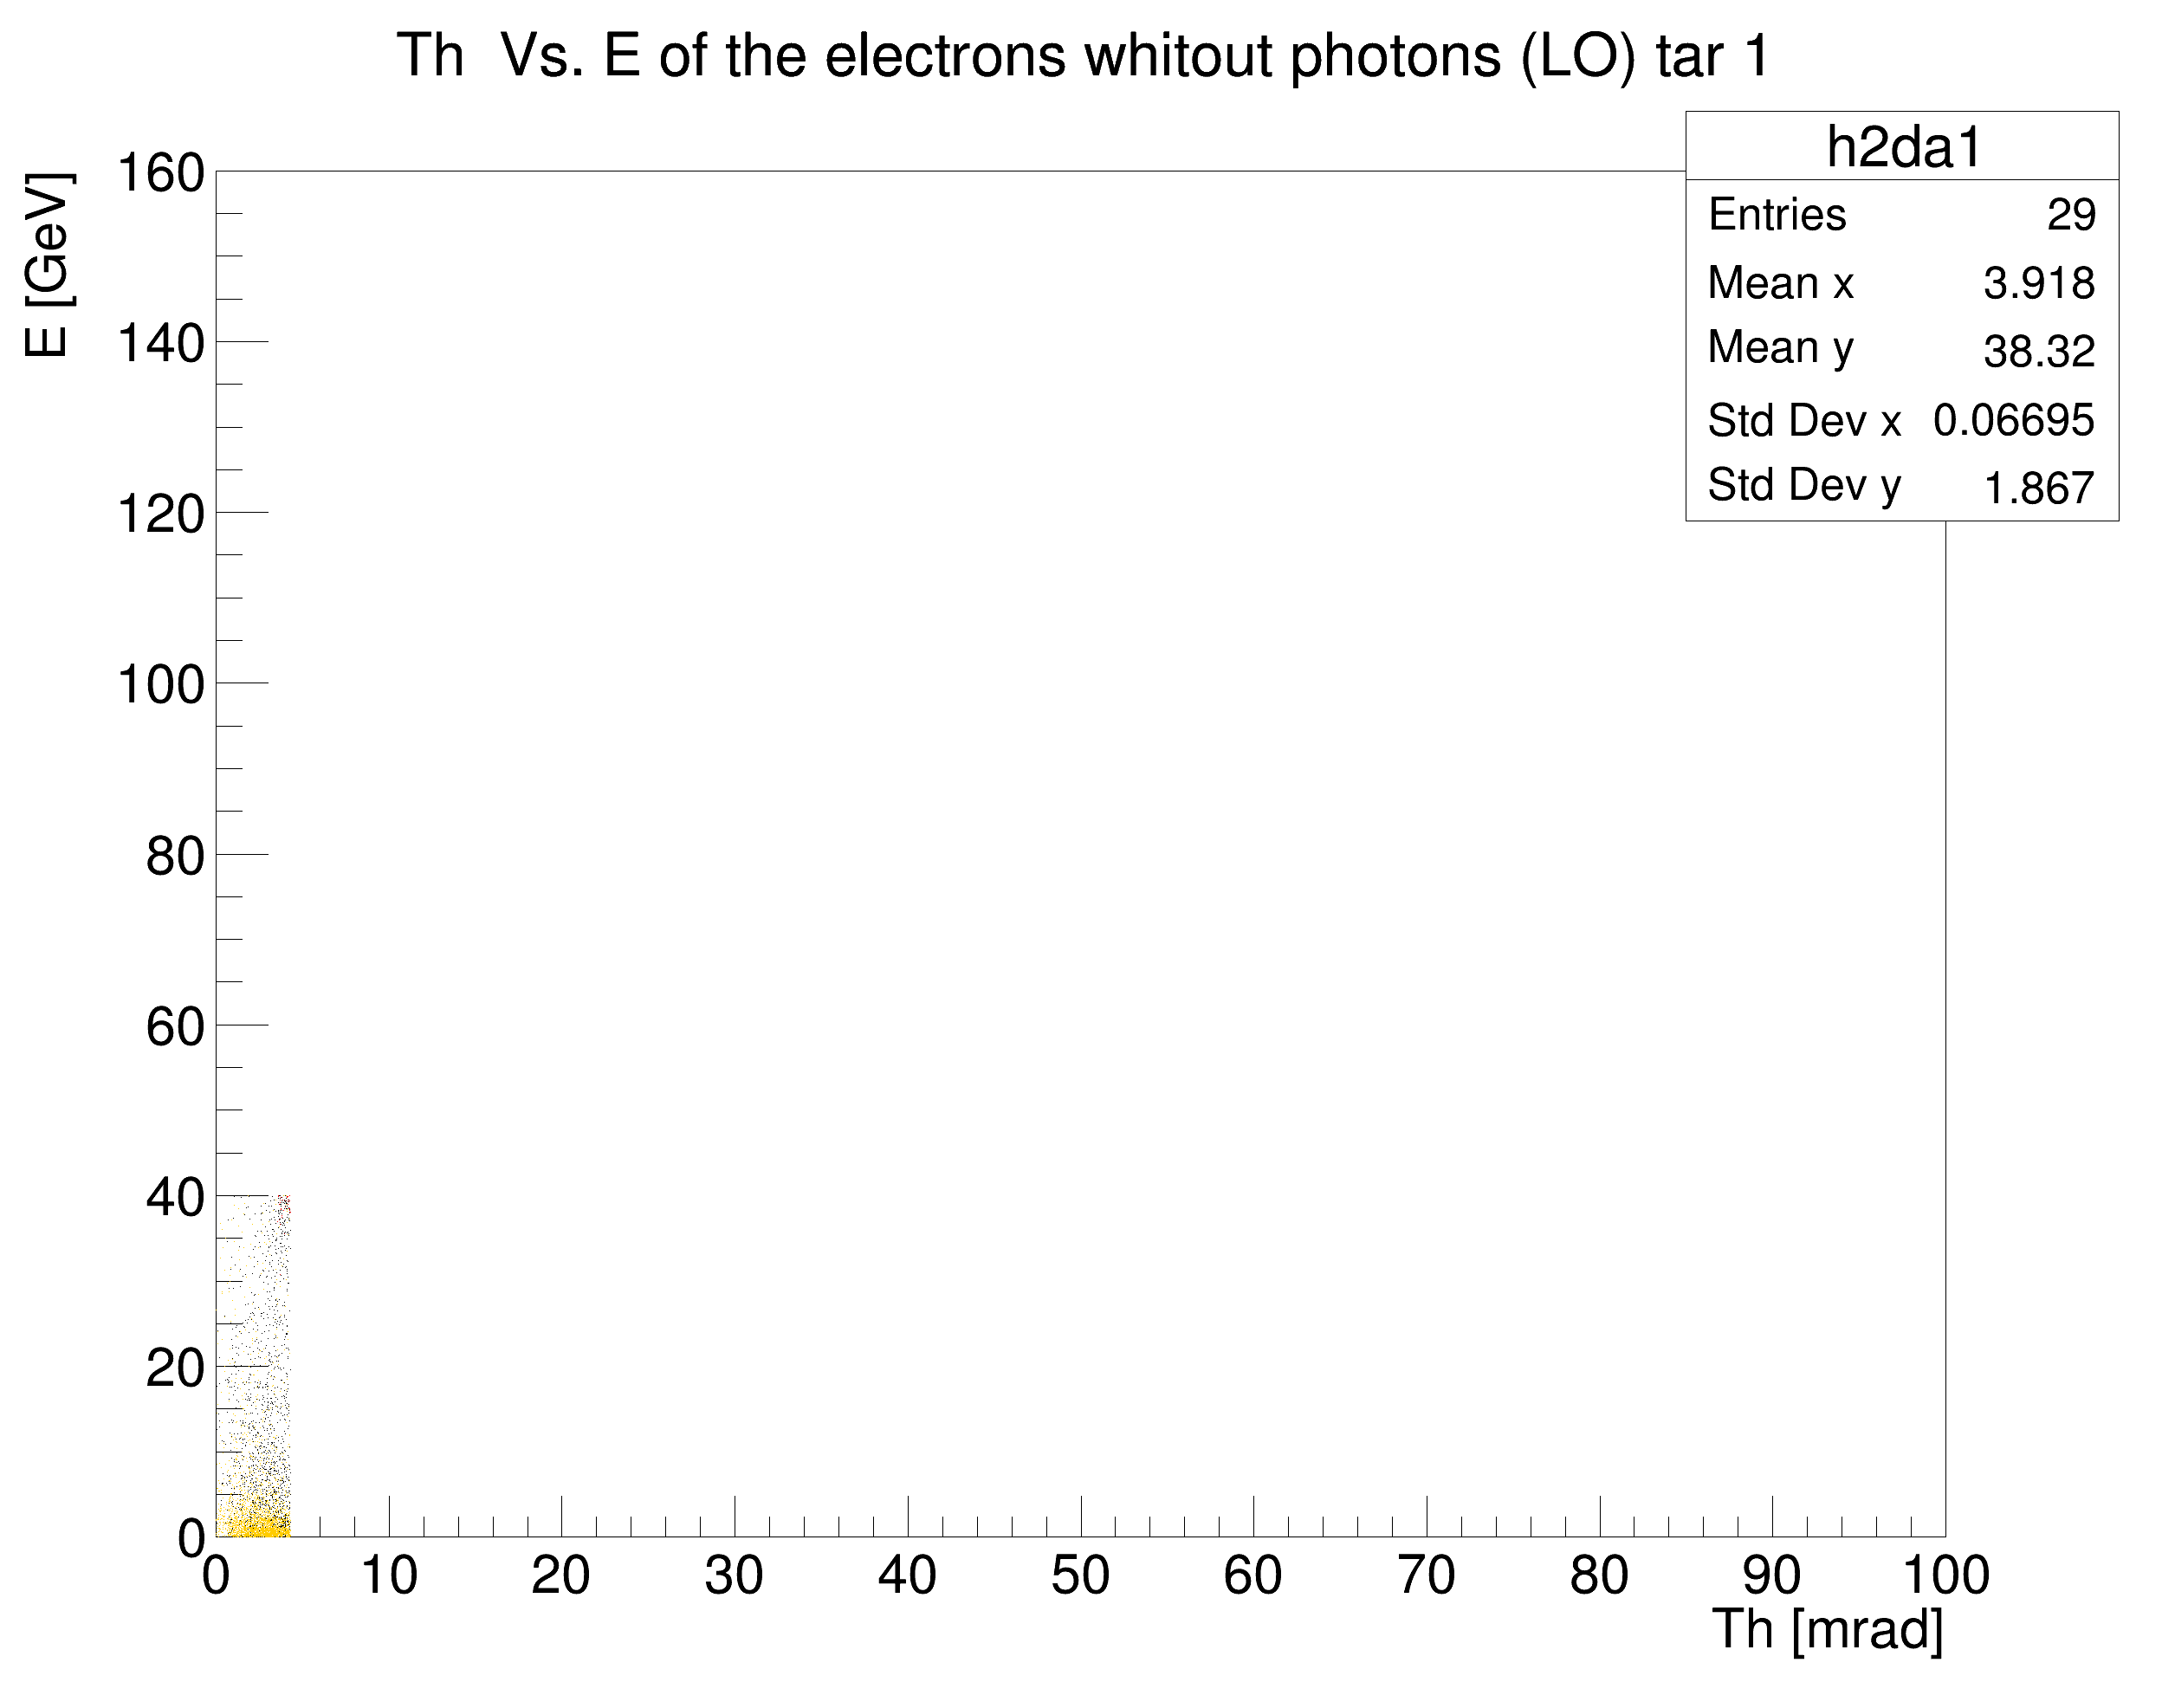 Th  Vs. E of the electrons whitout photons (LO) tar 1
h2da1
Entries 29
Mean x 3.918
Mean y 38.32
Std Dev x 0.06695
Std Dev y 1.867
E [GeV]
160
140
120
100
80
60
40
20
0
0 10 20 30 40 50 60 70 80 90 100
Th [mrad]